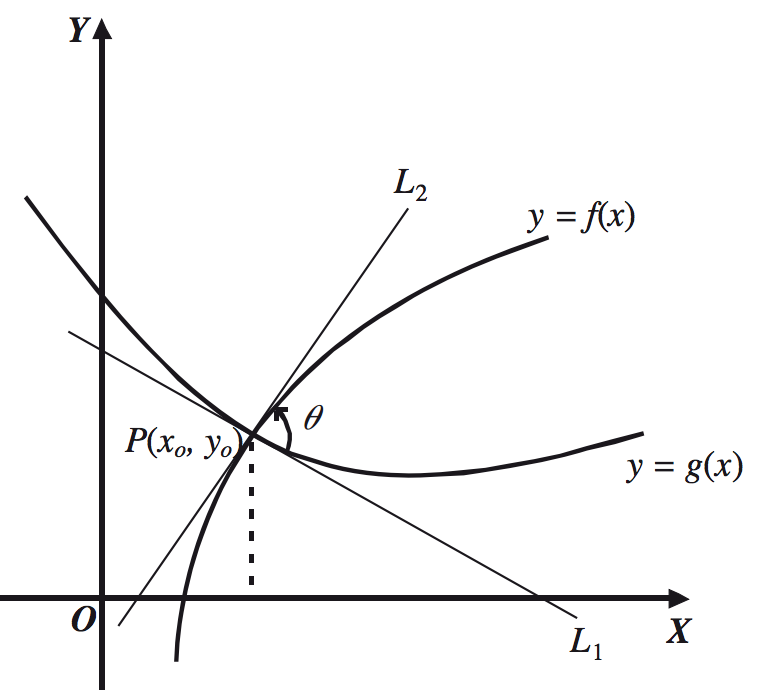 Y
L₂
y = f(x)
θ
P(xₒ, yₒ)
y = g(x)
O
X
L₁